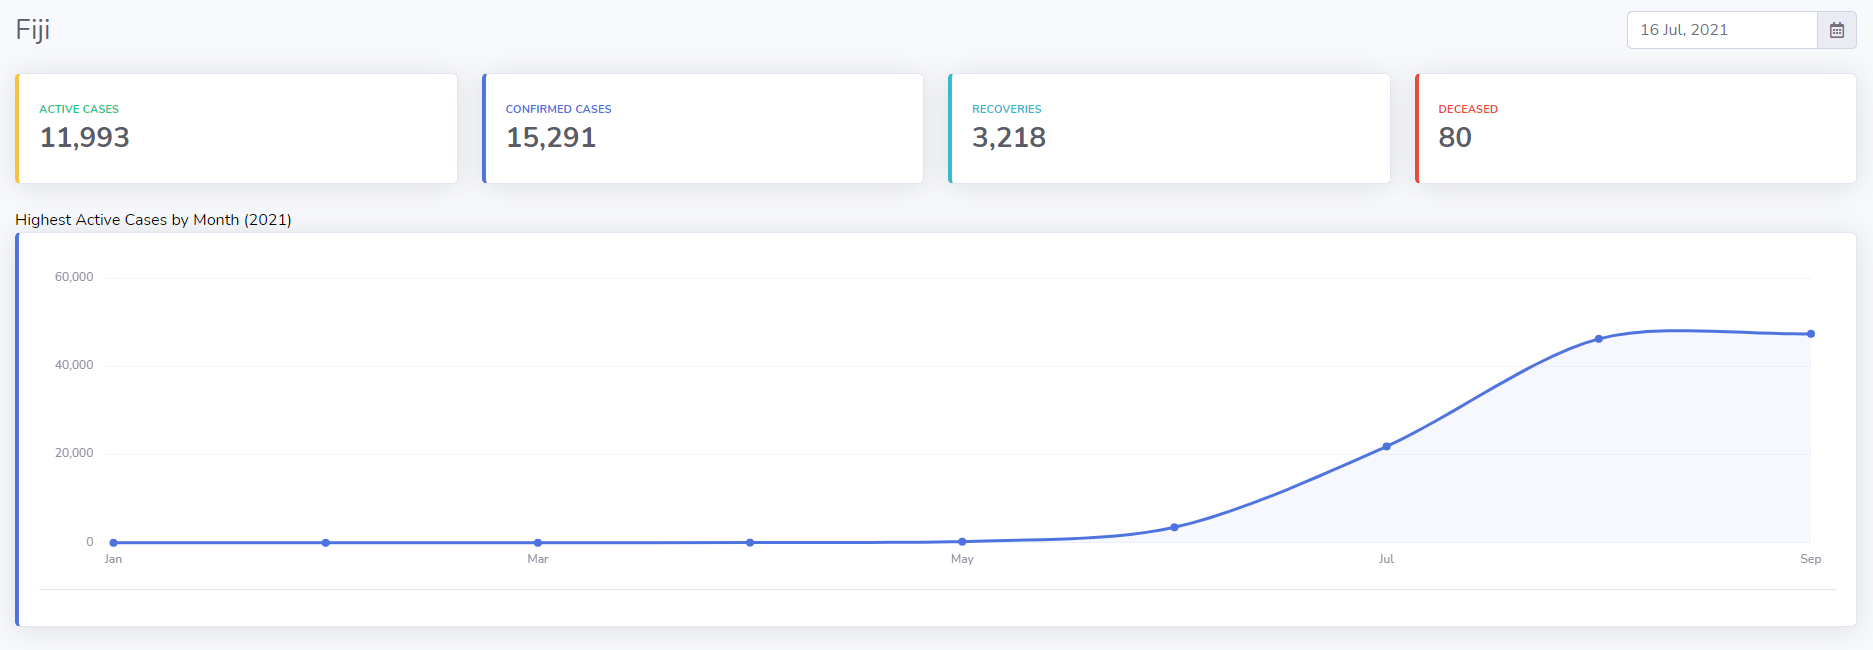 Fiji
16 Jul, 2021
ACTIVE CASES
11,993
CONFIRMED CASES
15,291
RECOVERIES
3,218
DECEASED
80
Highest Active Cases by Month (2021)
60,000
40,000
20,000
0
Jan Mar May Jul Sep